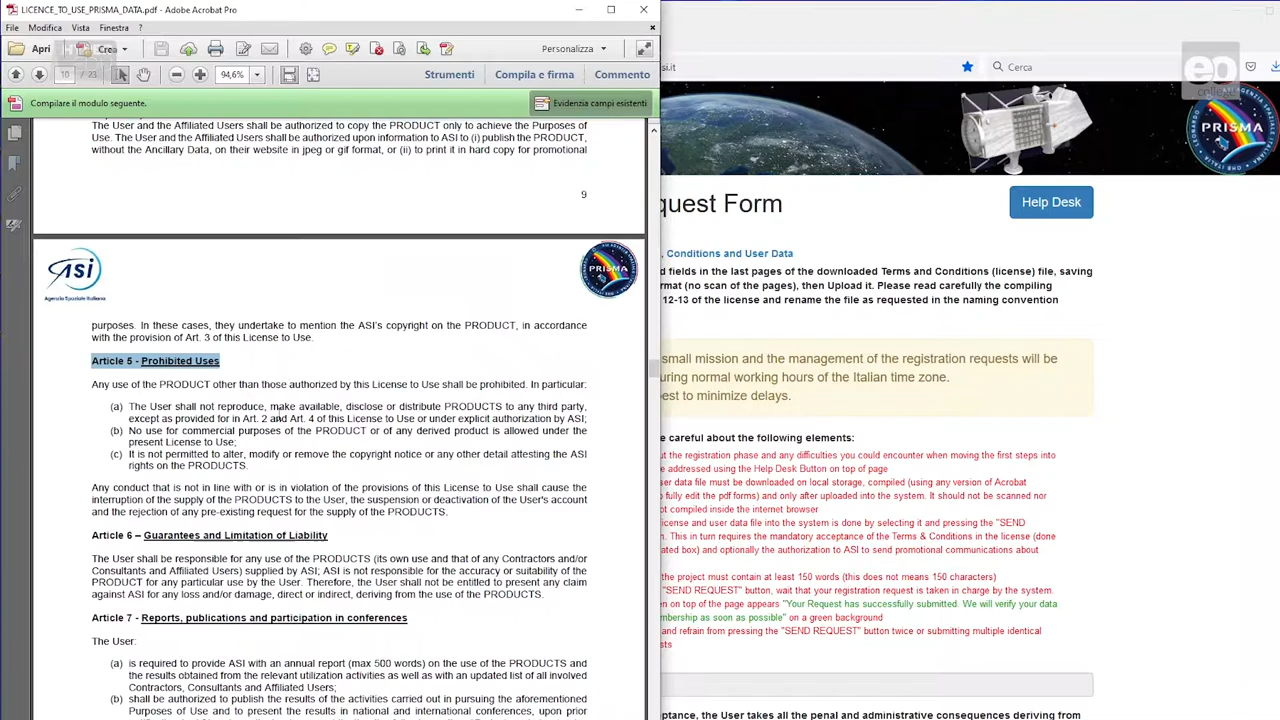 LICENCE_TO_USE_PRISMA_DATA.pdf - Adobe Acrobat Pro
File Modifica Vista Finestra ?
Apri Crea Personalizza
10 / 23 94,6% Strumenti Compila e firma Commento
Compilare il modulo seguente. Evidenzia campi esistenti
The User and the Affiliated Users shall be authorized to copy the PRODUCT only to achieve the Purposes of
Use. The User and the Affiliated Users shall be authorized upon information to ASI to (i) publish the PRODUCT,
without the Ancillary Data, on their website in jpeg or gif format, or (ii) to print it in hard copy for promotional
9
asi
Agenzia Spaziale Italiana
PRISMA
purposes. In these cases, they undertake to mention the ASI's copyright on the PRODUCT, in accordance
with the provision of Art. 3 of this License to Use.
Article 5 - Prohibited Uses
Any use of the PRODUCT other than those authorized by this License to Use shall be prohibited. In particular:
(a) The User shall not reproduce, make available, disclose or distribute PRODUCTS to any third party,
except as provided for in Art. 2 and Art. 4 of this License to Use or under explicit authorization by ASI;
(b) No use for commercial purposes of the PRODUCT or of any derived product is allowed under the
present License to Use;
(c) It is not permitted to alter, modify or remove the copyright notice or any other detail attesting the ASI
rights on the PRODUCTS.
Any conduct that is not in line with or is in violation of the provisions of this License to Use shall cause the
interruption of the supply of the PRODUCTS to the User, the suspension or deactivation of the User's account
and the rejection of any pre-existing request for the supply of the PRODUCTS.
Article 6 – Guarantees and Limitation of Liability
The User shall be responsible for any use of the PRODUCTS (its own use and that of any Contractors and/or
Consultants and Affiliated Users) supplied by ASI; ASI is not responsible for the accuracy or suitability of the
PRODUCT for any particular use by the User. Therefore, the User shall not be entitled to present any claim
against ASI for any loss and/or damage, direct or indirect, deriving from the use of the PRODUCTS.
Article 7 - Reports, publications and participation in conferences
The User:
(a) is required to provide ASI with an annual report (max 500 words) on the use of the PRODUCTS and
the results obtained from the relevant utilization activities as well as with an updated list of all involved
Contractors, Consultants and Affiliated Users;
(b) shall be authorized to publish the results of the activities carried out in pursuing the aforementioned
Purposes of Use and to present the results in national and international conferences, upon prior
si.it Cerca
eo
college
PRISMA
quest Form Help Desk
, Conditions and User Data
d fields in the last pages of the downloaded Terms and Conditions (license) file, saving
rmat (no scan of the pages), then Upload it. Please read carefully the compiling
12-13 of the license and rename the file as requested in the naming convention
small mission and the management of the registration requests will be
uring normal working hours of the Italian time zone.
est to minimize delays.
e careful about the following elements:
ut the registration phase and any difficulties you could encounter when moving the first steps into
e addressed using the Help Desk Button on top of page
ser data file must be downloaded on local storage, compiled (using any version of Acrobat
o fully edit the pdf forms) and only after uploaded into the system. It should not be scanned nor
ot compiled inside the internet browser
icense and user data file into the system is done by selecting it and pressing the "SEND
n. This in turn requires the mandatory acceptance of the Terms & Conditions in the license (done
ated box) and optionally the authorization to ASI to send promotional communications about
the project must contain at least 150 words (this does not means 150 characters)
"SEND REQUEST" button, wait that your registration request is taken in charge by the system.
en on top of the page appears "Your Request has successfully submitted. We will verify your data
mbership as soon as possible" on a green background
and refrain from pressing the "SEND REQUEST" button twice or submitting multiple identical
sts
ptance, the User takes all the penal and administrative consequences deriving from